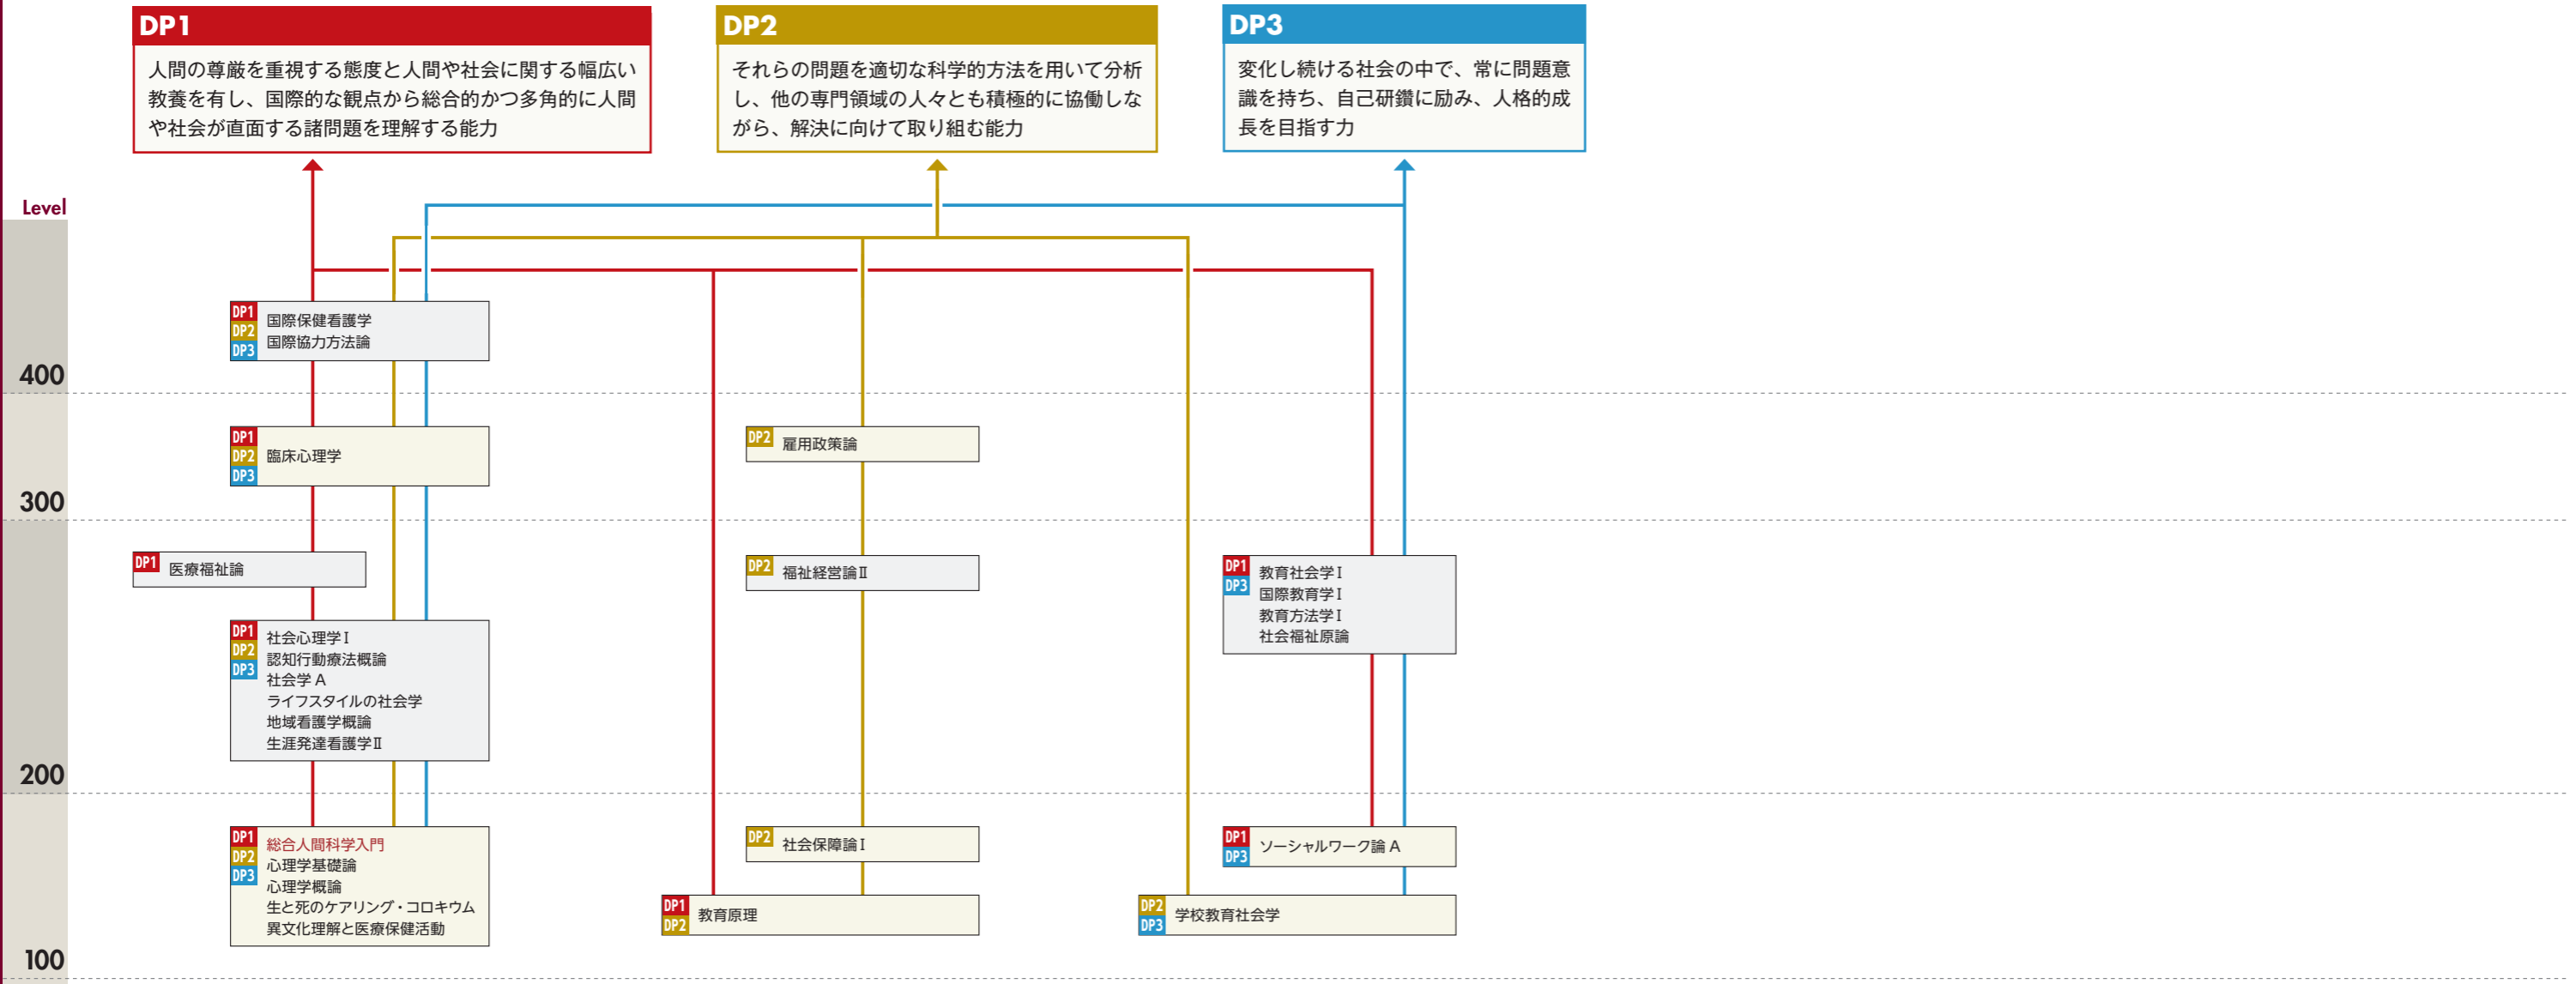 DP1
人間の尊厳を重視する態度と人間や社会に関する幅広い
教養を有し、国際的な観点から総合的かつ多角的に人間
や社会が直面する諸問題を理解する能力
DP2
それらの問題を適切な科学的方法を用いて分析
し、他の専門領域の人々とも積極的に協働しな
がら、解決に向けて取り組む能力
DP3
変化し続ける社会の中で、常に問題意
識を持ち、自己研鑽に励み、人格的成
長を目指す力
Level
DP1
DP2
DP3
国際保健看護学
国際協力方法論
400
DP1
DP2
DP3
臨床心理学
DP2
雇用政策論
300
DP1
医療福祉論
DP2
福祉経営論Ⅱ
DP1
DP3
教育社会学Ⅰ
国際教育学Ⅰ
教育方法学Ⅰ
社会福祉原論
DP1
DP2
DP3
社会心理学Ⅰ
認知行動療法概論
社会学 A
ライフスタイルの社会学
地域看護学概論
生涯発達看護学Ⅱ
200
DP1
DP2
DP3
総合人間科学入門
心理学基礎論
心理学概論
生と死のケアリング・コロキウム
異文化理解と医療保健活動
DP2
社会保障論Ⅰ
DP1
DP3
ソーシャルワーク論 A
DP1
DP2
教育原理
DP2
DP3
学校教育社会学
100